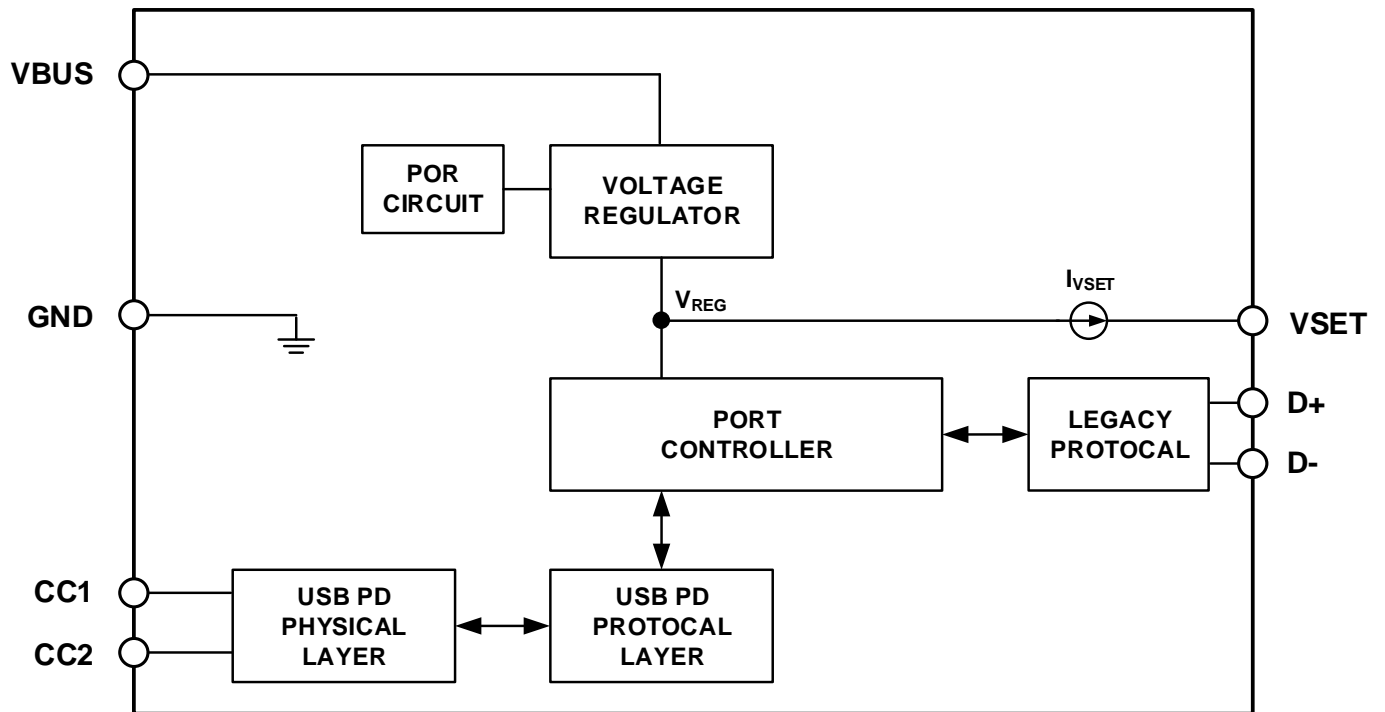 VBUS
POR
CIRCUIT
VOLTAGE
REGULATOR
GND
VREG
IVSET
VSET
PORT
CONTROLLER
LEGACY
PROTOCAL
D+
D-
CC1
CC2
USB PD
PHYSICAL
LAYER
USB PD
PROTOCAL
LAYER